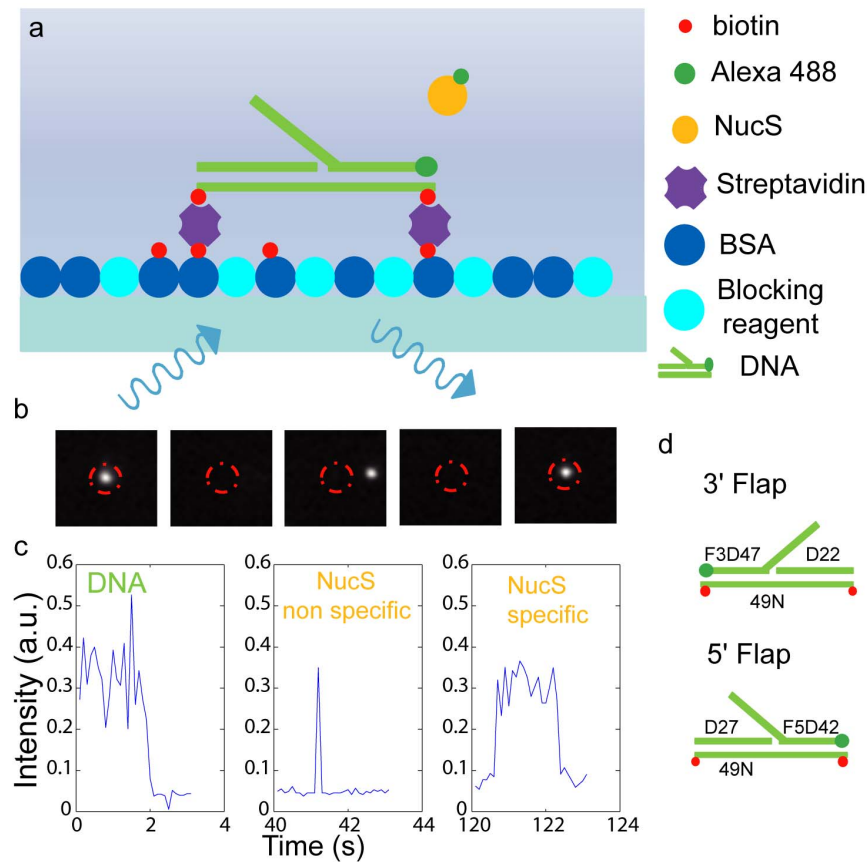 a
biotin
Alexa 488
NucS
Streptavidin
BSA
Blocking
reagent
DNA
b
c
DNA
NucS
non specific
NucS
specific
Intensity (a.u.)
0.6
0.5
0.4
0.3
0.2
0.1
0
0 2 4
0.6
0.5
0.4
0.3
0.2
0.1
0
40 42 44
0.6
0.5
0.4
0.3
0.2
0.1
0
120 122 124
Time (s)
d
3' Flap
F3D47 D22
49N
5' Flap
D27 F5D42
49N